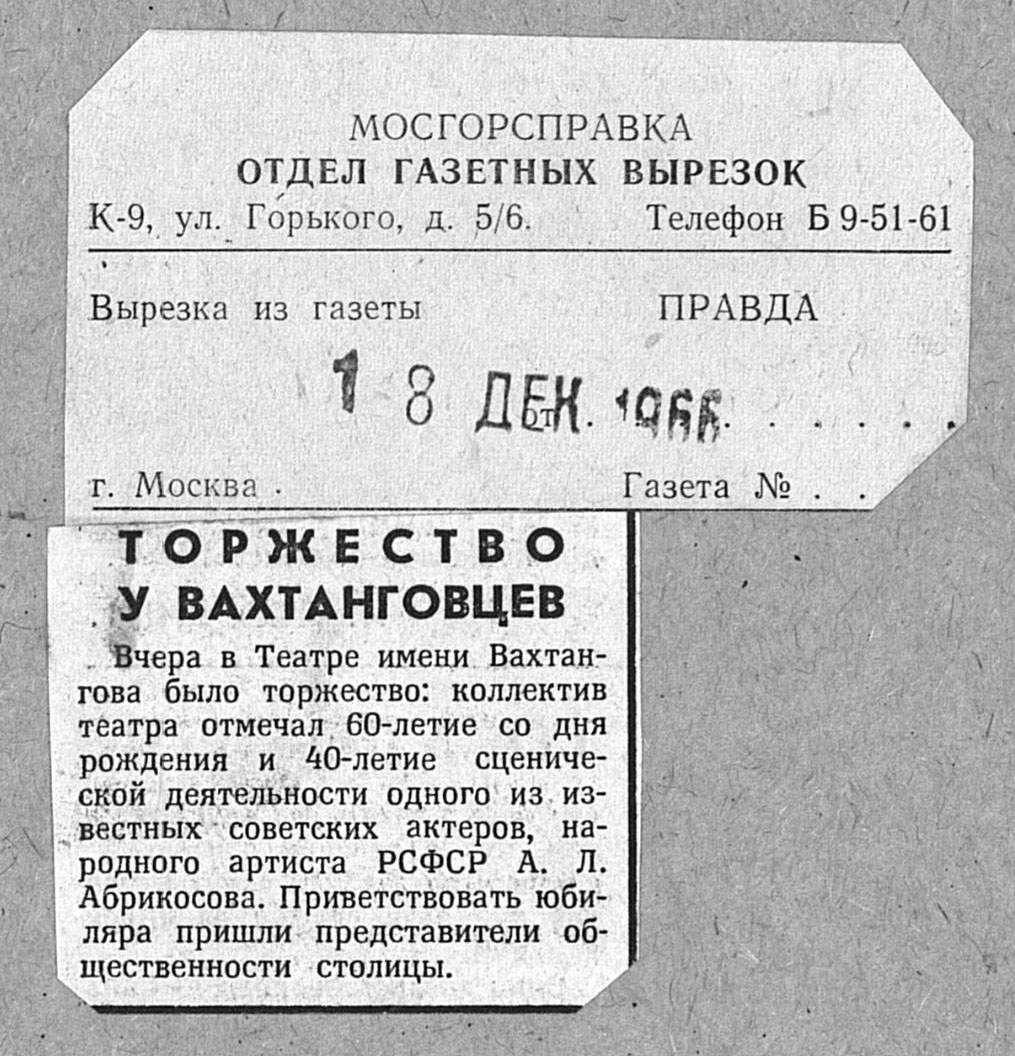 МОСГОРСПРАВКА
ОТДЕЛ ГАЗЕТНЫХ ВЫРЕЗОК
К-9, ул. Горького, д. 5/6. Телефон Б 9-51-61
Вырезка из газеты ПРАВДА
от 18 ДЕК. 1966 . . . . . . .
г. Москва . Газета № . .
ТОРЖЕСТВО
У ВАХТАНГОВЦЕВ
Вчера в Театре имени Вахтан-
гова было торжество: коллектив
театра отмечал 60-летие со дня
рождения и 40-летие сцениче-
ской деятельности одного из из-
вестных советских актеров, на-
родного артиста РСФСР А. Л.
Абрикосова. Приветствовать юби-
ляра пришли представители об-
щественности столицы.